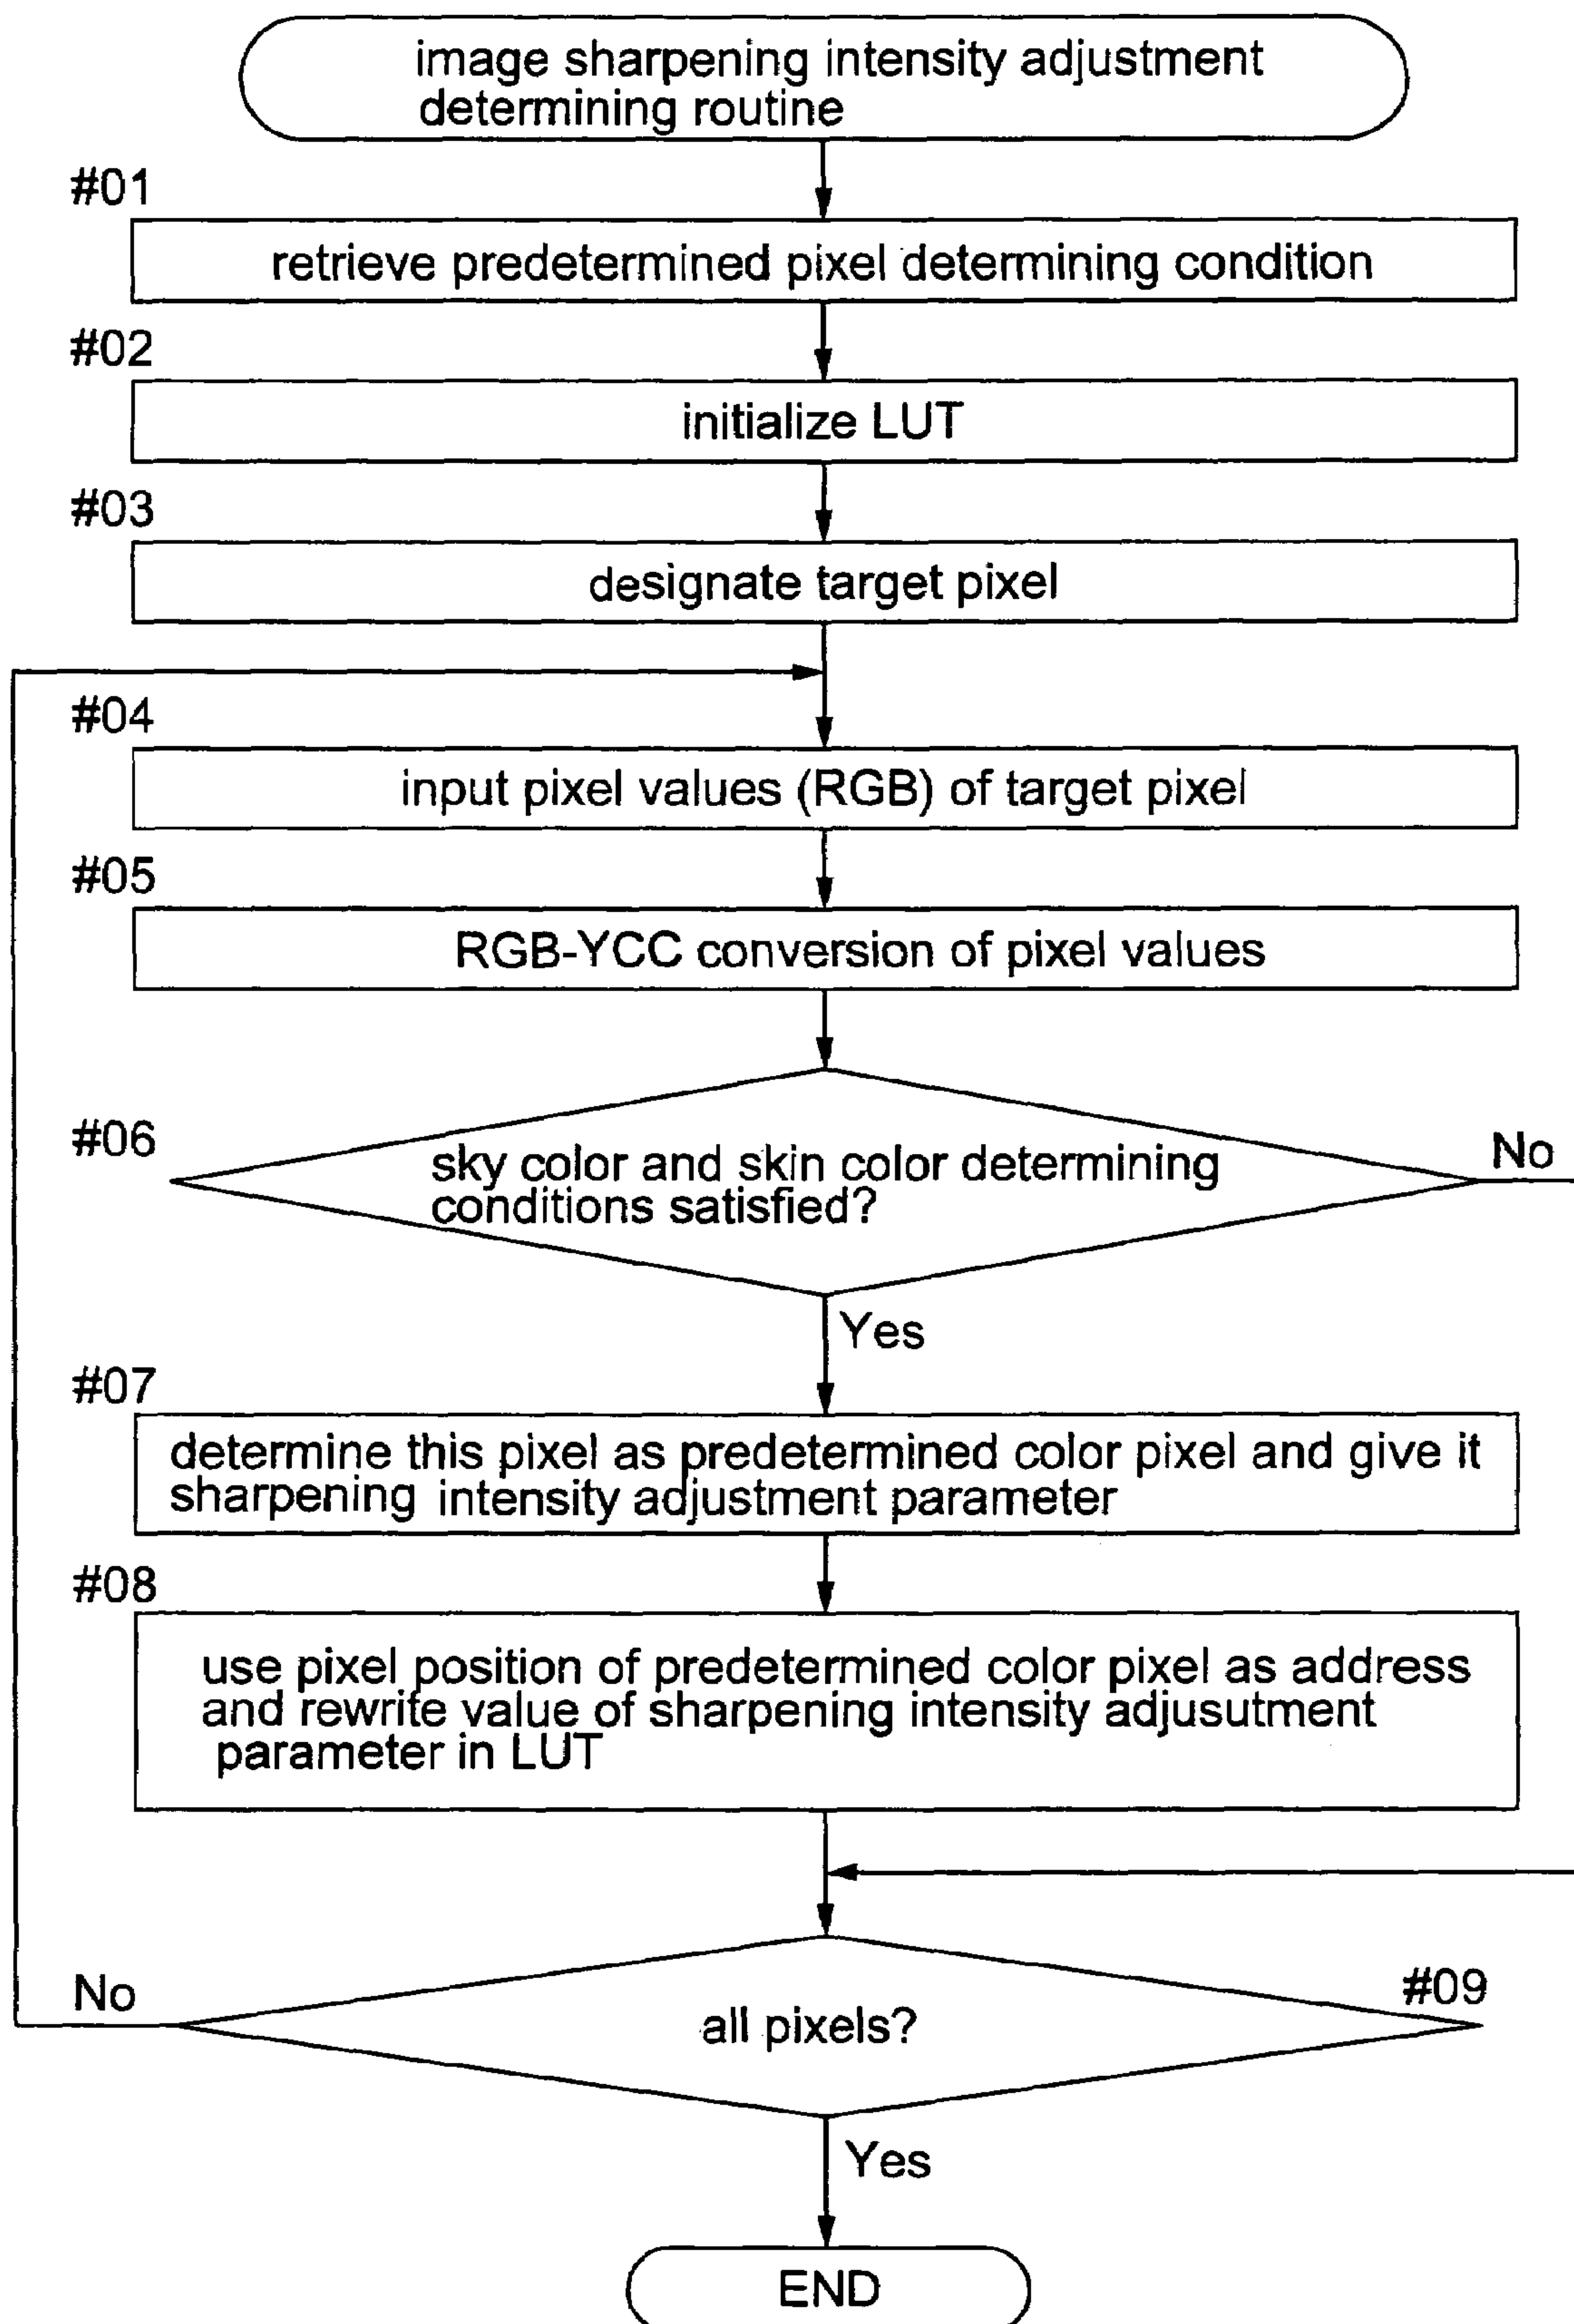 image sharpening intensity adjustment
determining routine
#01
retrieve predetermined pixel determining condition
#02
initialize LUT
#03
designate target pixel
#04
input pixel values (RGB) of target pixel
#05
RGB-YCC conversion of pixel values
#06
sky color and skin color determining
conditions satisfied?
No
Yes
#07
determine this pixel as predetermined color pixel and give it
sharpening intensity adjustment parameter
#08
use pixel position of predetermined color pixel as address
and rewrite value of sharpening intensity adjusutment
parameter in LUT
No
#09
all pixels?
Yes
END